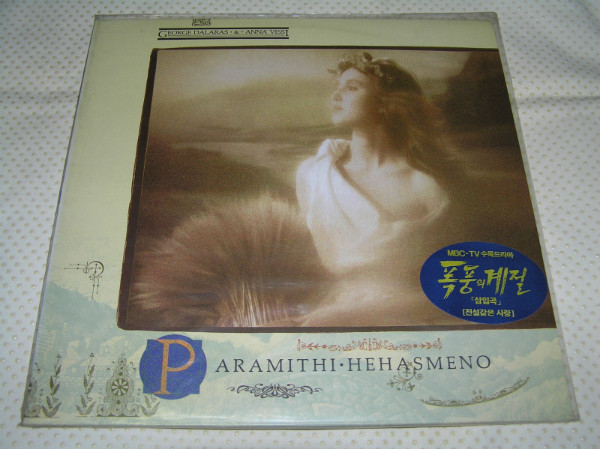 GEORGE DALARAS · & · ANNA VISSI
MBC-TV 수목드라마
폭풍의 계절
「삽입곡」
[전설같은 사랑]
PARAMITHI · HEHASMENO